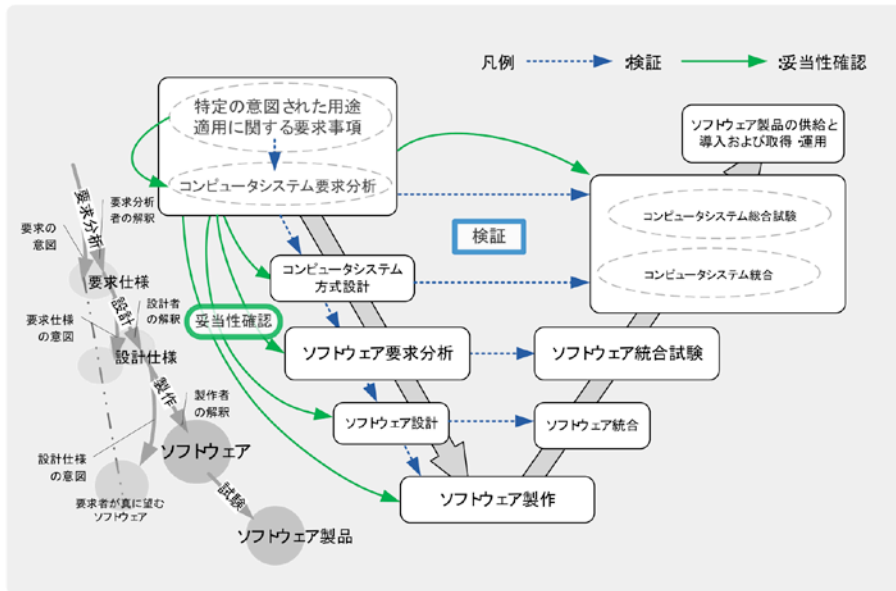 凡例
:検証
:妥当性確認
特定の意図された用途
適用に関する要求事項
コンピュータシステム要求分析
ソフトウェア製品の供給と
導入および取得・運用
コンピュータシステム総合試験
コンピュータシステム統合
検証
コンピュータシステム
方式設計
妥当性確認
ソフトウェア要求分析
ソフトウェア統合試験
ソフトウェア設計
ソフトウェア統合
ソフトウェア製作
要求分析
要求分析
者の解釈
要求の
意図
要求仕様
設計
設計者
の解釈
要求仕様
の意図
設計仕様
製作
製作者
の解釈
ソフトウェア
設計仕様
の意図
試験
要求者が真に望む
ソフトウェア
ソフトウェア製品